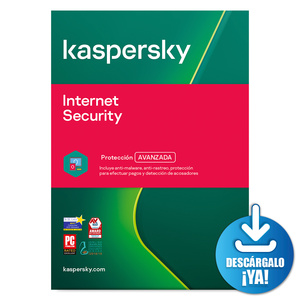 kaspersky
Internet
Security
Protección AVANZADA
Incluye anti-malware, anti-rastreo, protección
para efectuar pagos y detección de acosadores
PC
kaspersky.com
DESCÁRGALO
¡YA!